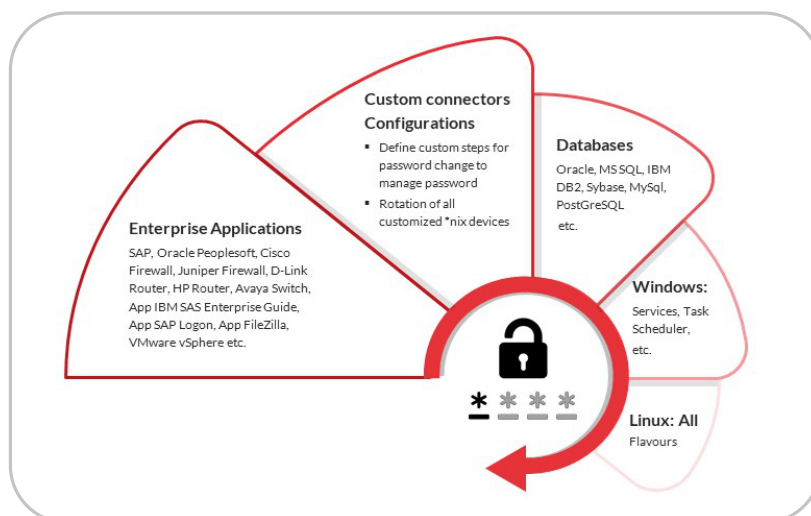 Enterprise Applications
SAP, Oracle Peoplesoft, Cisco
Firewall, Juniper Firewall, D-Link
Router, HP Router, Avaya Switch,
App IBM SAS Enterprise Guide,
App SAP Logon, App FileZilla,
VMware vSphere etc.
Custom connectors
Configurations
▪ Define custom steps for
password change to
manage password
▪ Rotation of all
customized *nix devices
Databases
Oracle, MS SQL, IBM
DB2, Sybase, MySql,
PostGreSQL
etc.
Windows:
Services, Task
Scheduler,
etc.
Linux: All
Flavours
* * * *